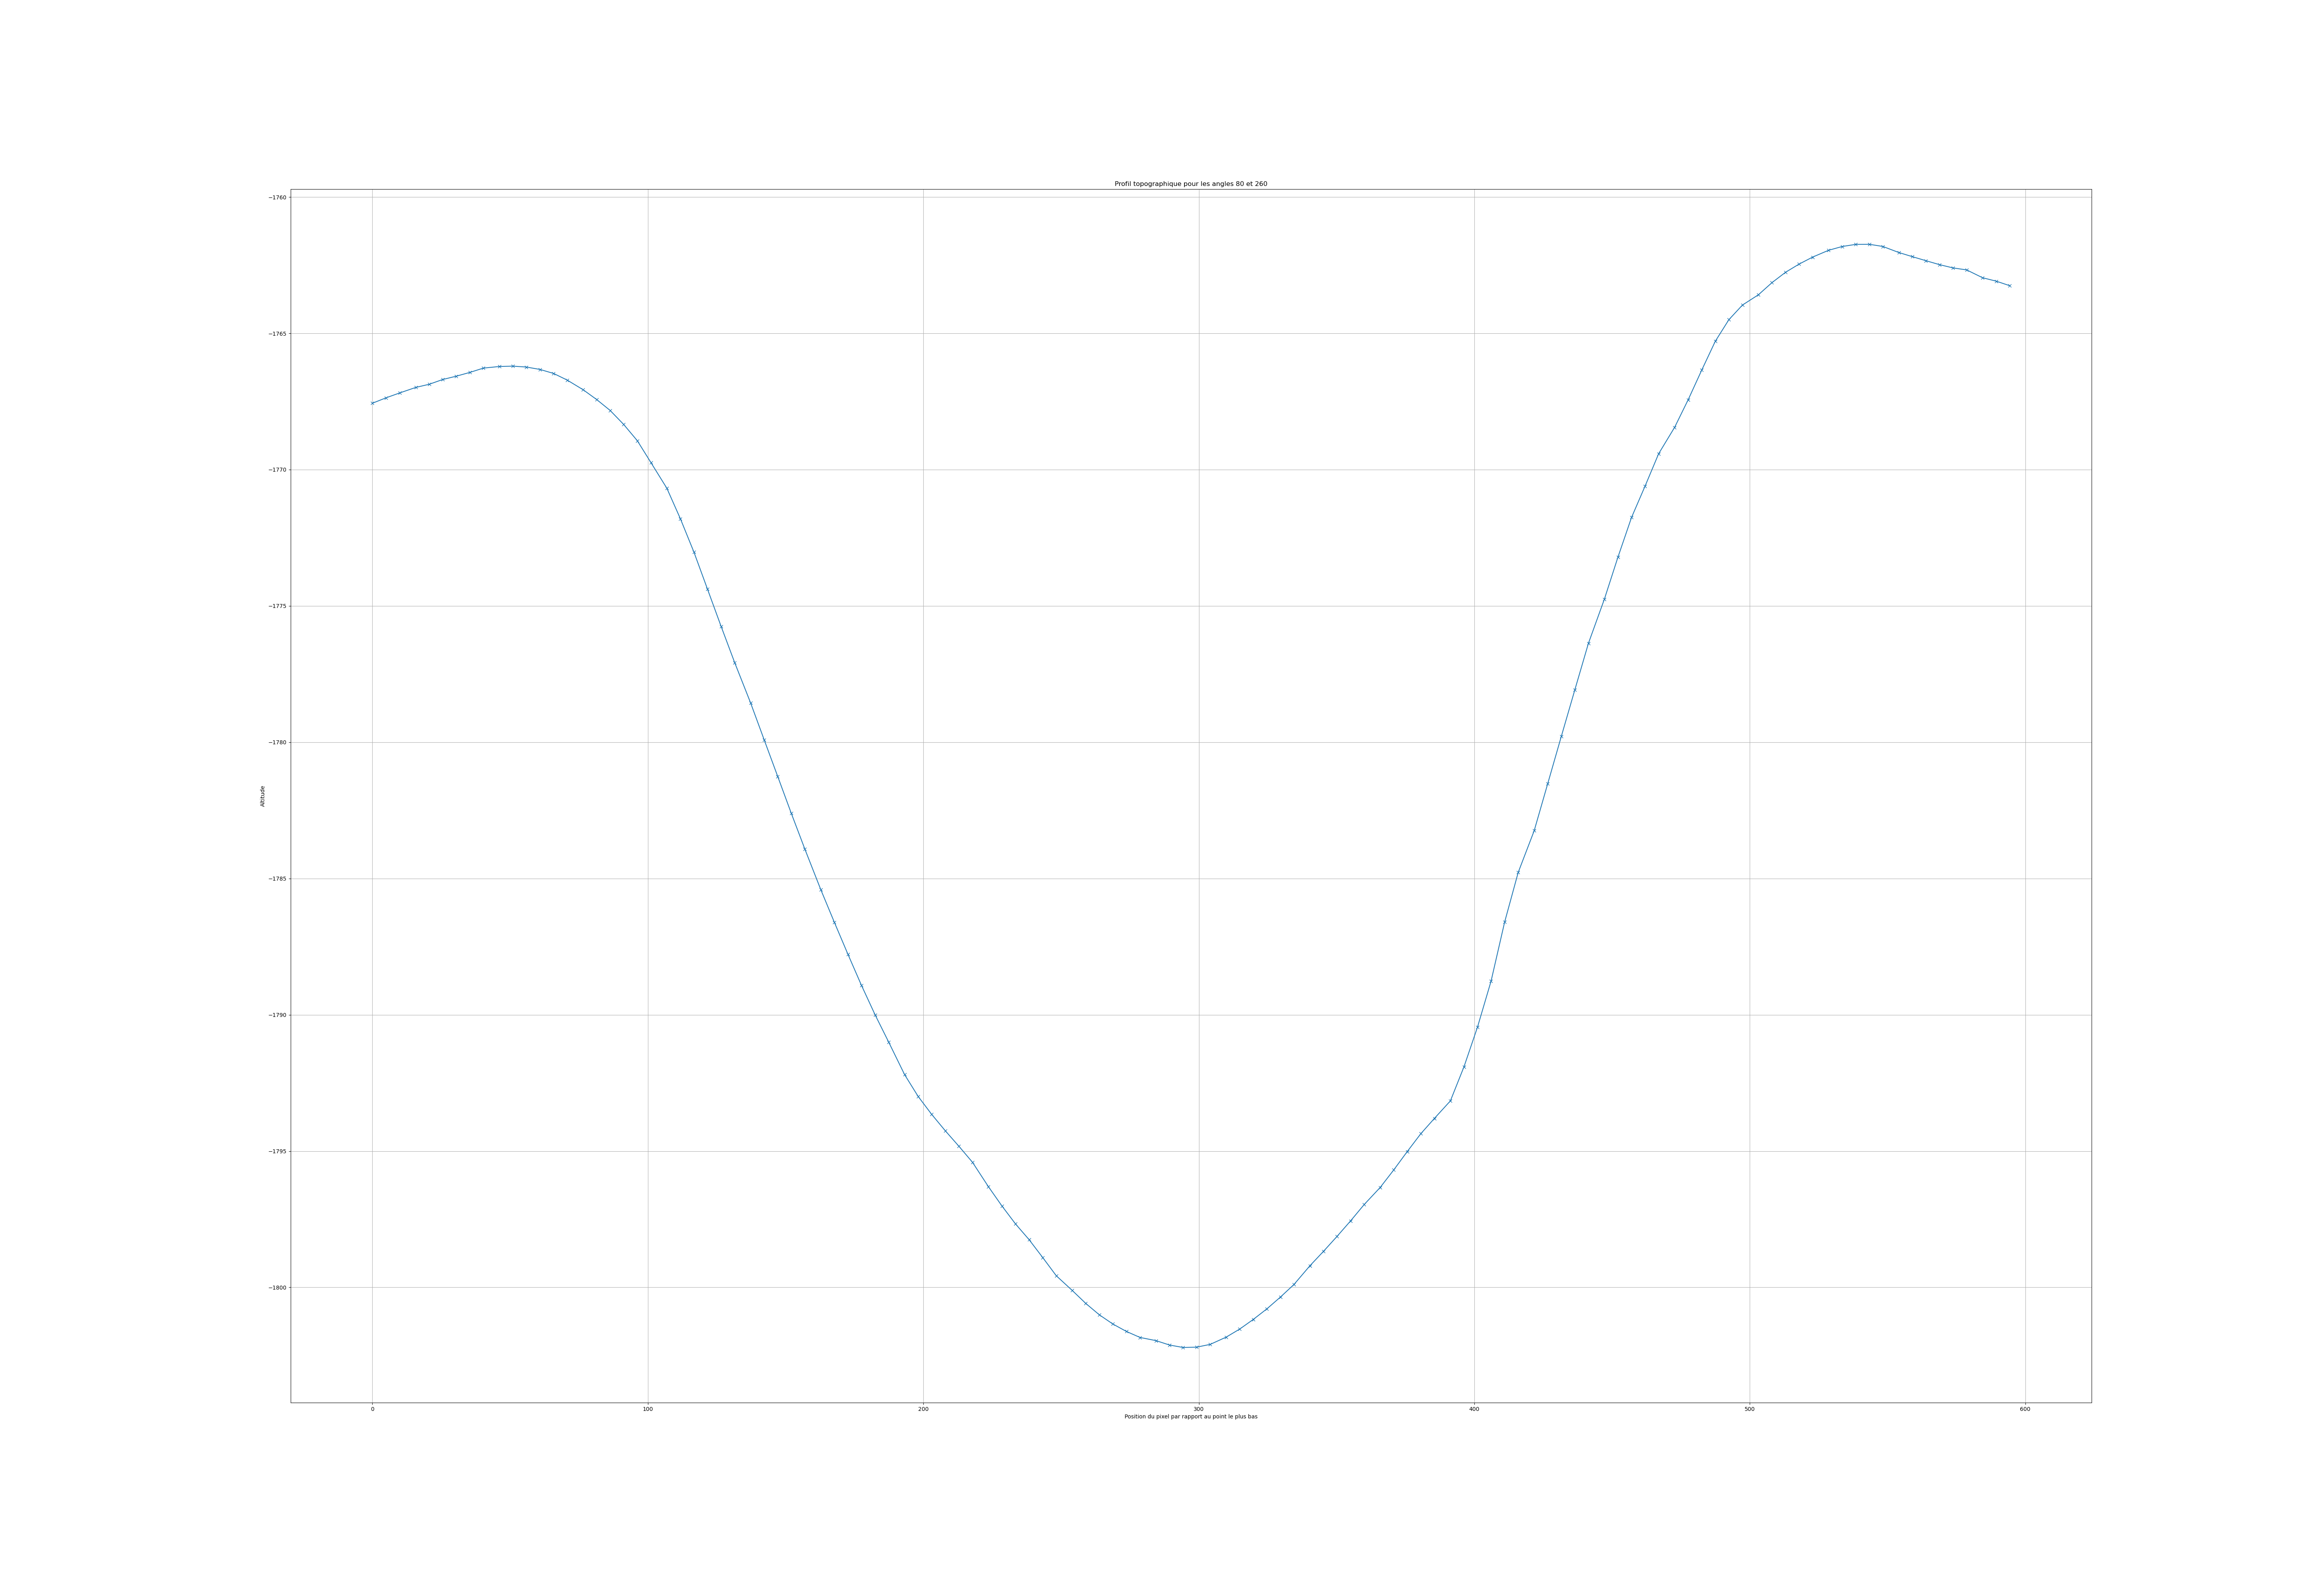 Profil topographique pour les angles 80 et 260
−1760
−1765
−1770
−1775
−1780
−1785
−1790
−1795
−1800
Altitude
0 100 200 300 400 500 600
Position du pixel par rapport au point le plus bas